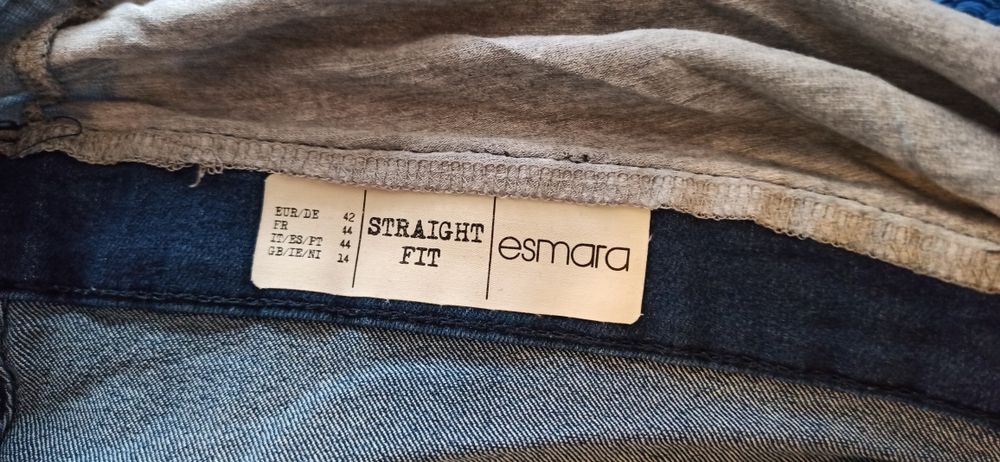 EUR/DE 42
FR 44
IT/ES/PT 44
GB/IE/NI 14
STRAIGHT
FIT
esmara